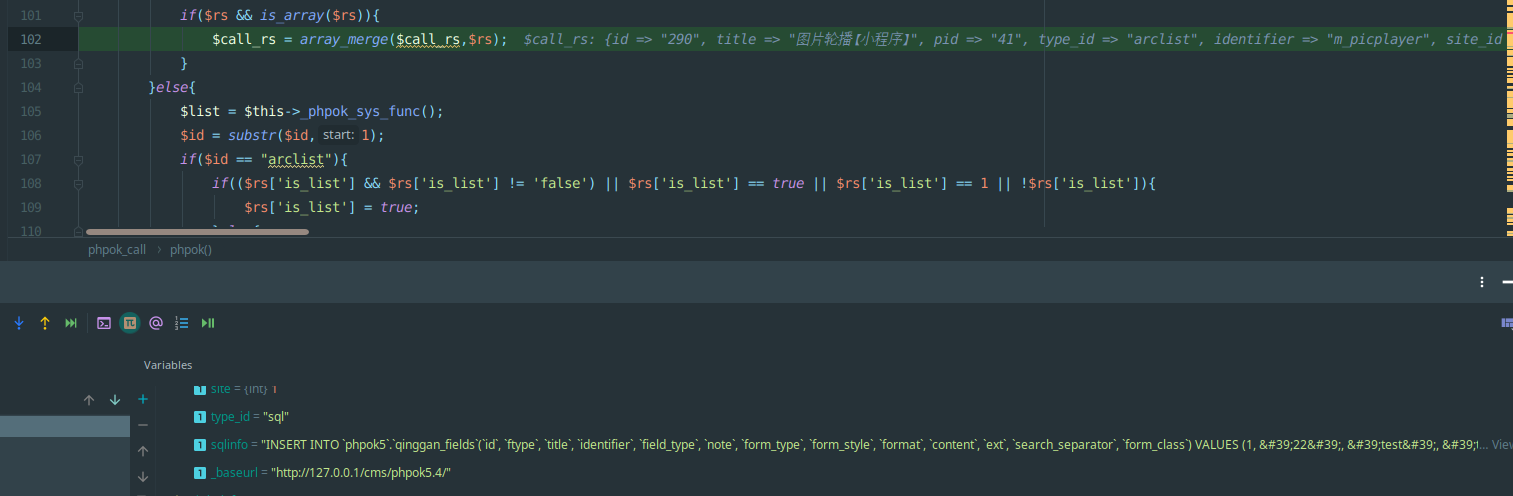 101 if($rs && is_array($rs)){
102 $call_rs = array_merge($call_rs,$rs); $call_rs: {id => "290", title => "图片轮播【小程序】", pid => "41", type_id => "arclist", identifier => "m_picplayer", site_id
103 }
104 }else{
105 $list = $this->_phpok_sys_func();
106 $id = substr($id, start: 1);
107 if($id == "arclist"){
108 if(($rs['is_list'] && $rs['is_list'] != 'false') || $rs['is_list'] == true || $rs['is_list'] == 1 || !$rs['is_list']){
109 $rs['is_list'] = true;
110
phpok_call › phpok()
Variables
site = {int} 1
type_id = "sql"
sqlinfo = "INSERT INTO `phpok5`.`qinggan_fields`(`id`, `ftype`, `title`, `identifier`, `field_type`, `note`, `form_type`, `form_style`, `format`, `content`, `ext`, `search_separator`, `form_class`) VALUES (1, &#39;22&#39;, &#39;test&#39;, &#39;t... View
_baseurl = "http://127.0.0.1/cms/phpok5.4/"